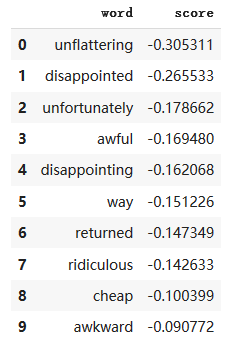 word score
0 unflattering -0.305311
1 disappointed -0.265533
2 unfortunately -0.178662
3 awful -0.169480
4 disappointing -0.162068
5 way -0.151226
6 returned -0.147349
7 ridiculous -0.142633
8 cheap -0.100399
9 awkward -0.090772